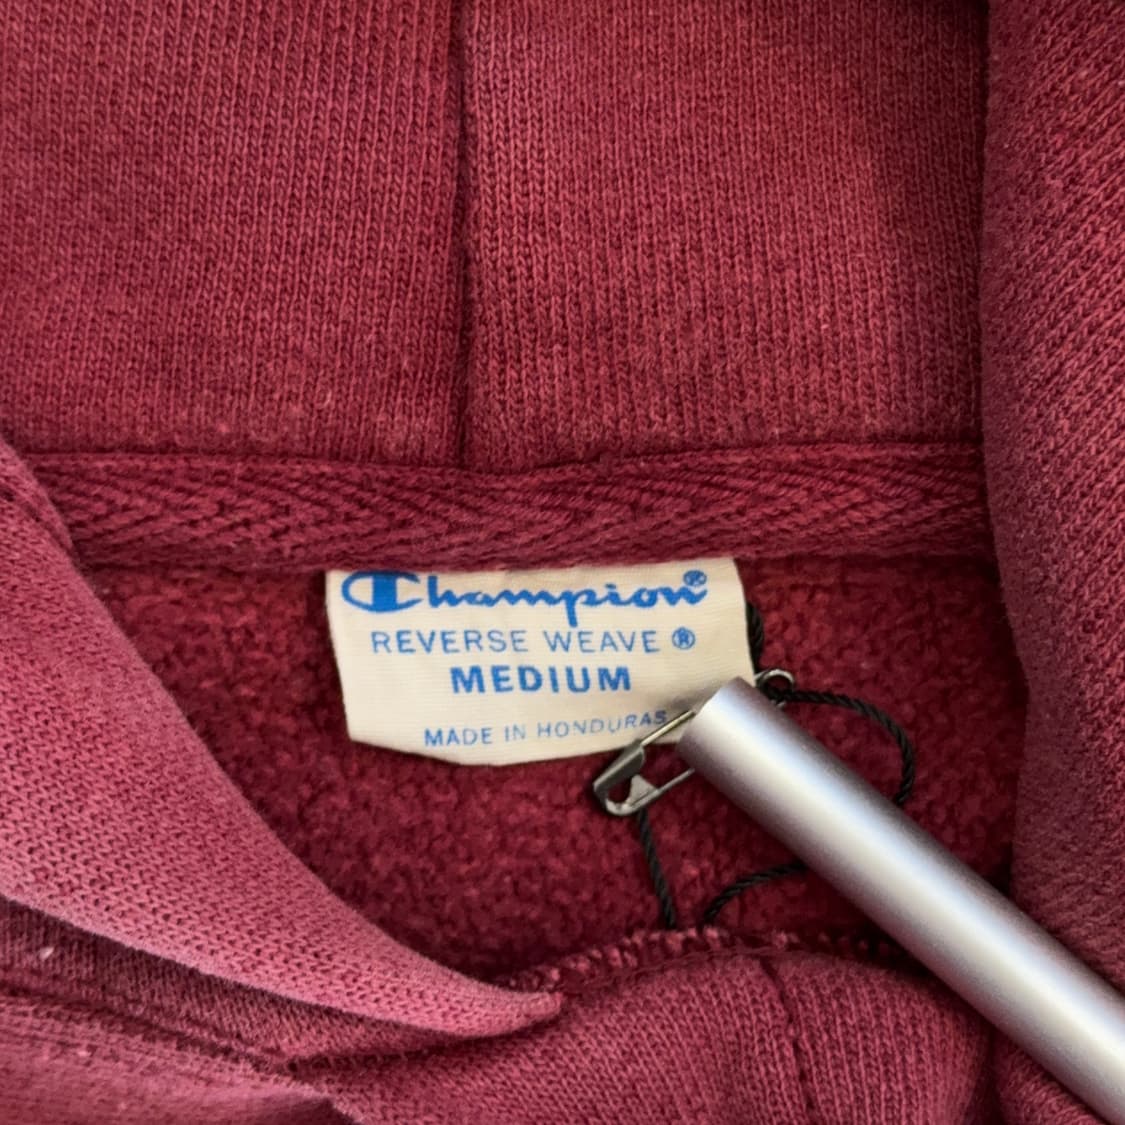 Champion®
REVERSE WEAVE ®
MEDIUM
MADE IN HONDURAS